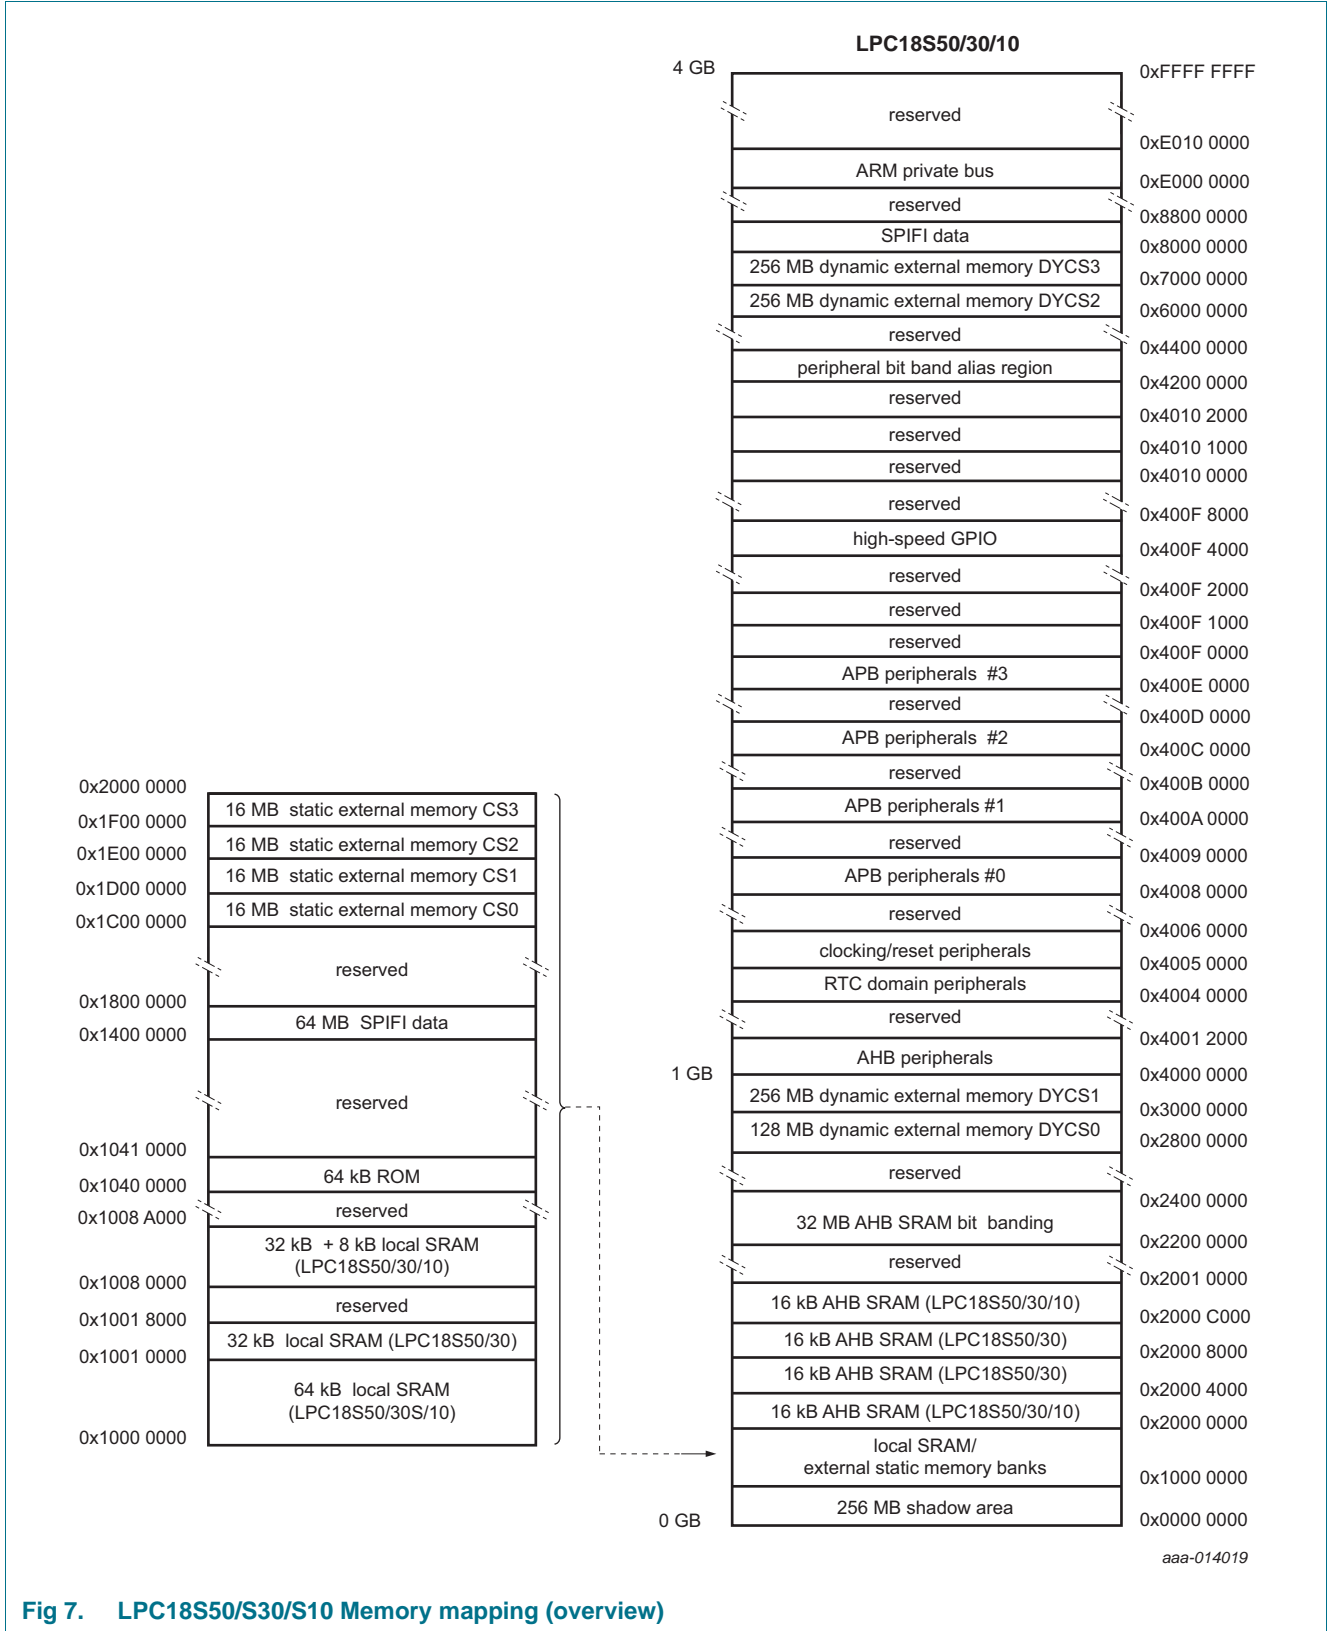 LPC18S50/30/10
4 GB
0xFFFF FFFF
reserved
0xE010 0000
ARM private bus
0xE000 0000
reserved
0x8800 0000
SPIFI data
0x8000 0000
256 MB dynamic external memory DYCS3
0x7000 0000
256 MB dynamic external memory DYCS2
0x6000 0000
reserved
0x4400 0000
peripheral bit band alias region
0x4200 0000
reserved
0x4010 2000
reserved
0x4010 1000
reserved
0x4010 0000
reserved
0x400F 8000
high-speed GPIO
0x400F 4000
reserved
0x400F 2000
reserved
0x400F 1000
reserved
0x400F 0000
APB peripherals #3
0x400E 0000
reserved
0x400D 0000
APB peripherals #2
0x400C 0000
reserved
0x400B 0000
APB peripherals #1
0x400A 0000
reserved
0x4009 0000
APB peripherals #0
0x4008 0000
reserved
0x4006 0000
clocking/reset peripherals
0x4005 0000
RTC domain peripherals
0x4004 0000
reserved
0x4001 2000
AHB peripherals
1 GB
0x4000 0000
256 MB dynamic external memory DYCS1
0x3000 0000
128 MB dynamic external memory DYCS0
0x2800 0000
reserved
0x2400 0000
32 MB AHB SRAM bit banding
0x2200 0000
reserved
0x2001 0000
16 kB AHB SRAM (LPC18S50/30/10)
0x2000 C000
16 kB AHB SRAM (LPC18S50/30)
0x2000 8000
16 kB AHB SRAM (LPC18S50/30)
0x2000 4000
16 kB AHB SRAM (LPC18S50/30/10)
0x2000 0000
local SRAM/
external static memory banks
0x1000 0000
256 MB shadow area
0 GB
0x0000 0000
0x2000 0000
16 MB static external memory CS3
0x1F00 0000
16 MB static external memory CS2
0x1E00 0000
16 MB static external memory CS1
0x1D00 0000
16 MB static external memory CS0
0x1C00 0000
reserved
0x1800 0000
64 MB SPIFI data
0x1400 0000
reserved
0x1041 0000
64 kB ROM
0x1040 0000
reserved
0x1008 A000
32 kB + 8 kB local SRAM
(LPC18S50/30/10)
0x1008 0000
reserved
0x1001 8000
32 kB local SRAM (LPC18S50/30)
0x1001 0000
64 kB local SRAM
(LPC18S50/30S/10)
0x1000 0000
aaa-014019
Fig 7. LPC18S50/S30/S10 Memory mapping (overview)